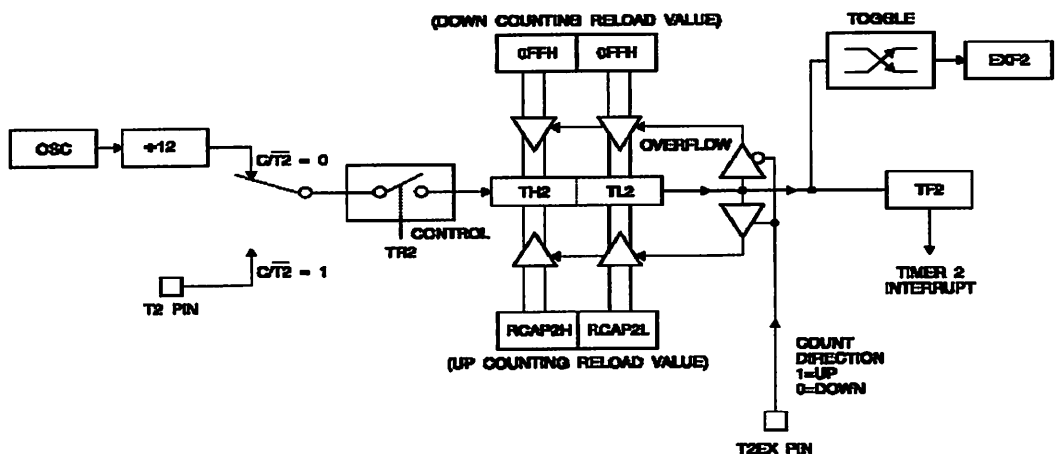 (DOWN COUNTING RELOAD VALUE)
TOGGLE
0FFH
0FFH
EXF2
OSC
÷12
C/T2 = 0
OVERFLOW
TH2
TL2
TF2
CONTROL
TR2
C/T2 = 1
T2 PIN
TIMER 2
INTERRUPT
RCAP2H
RCAP2L
(UP COUNTING RELOAD VALUE)
COUNT
DIRECTION
1=UP
0=DOWN
T2EX PIN